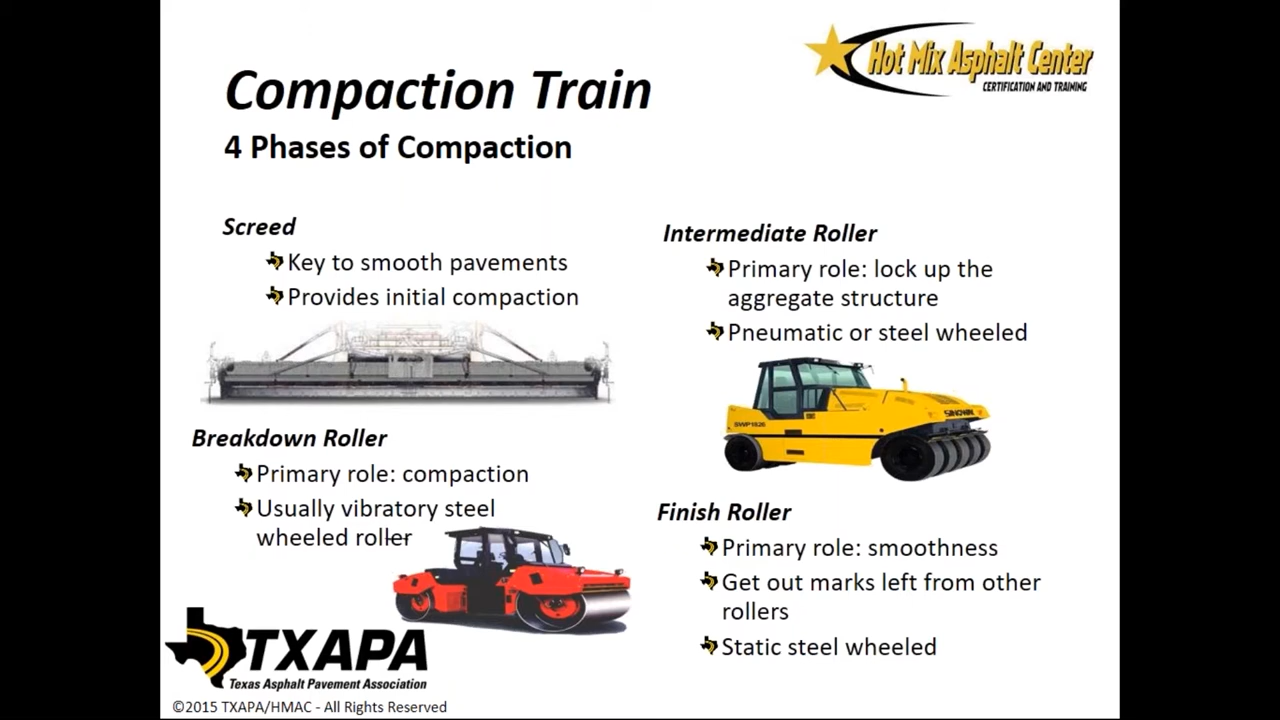 Hot Mix Asphalt Center
CERTIFICATION AND TRAINING
Compaction Train
4 Phases of Compaction
Screed
Key to smooth pavements
Provides initial compaction
Breakdown Roller
Primary role: compaction
Usually vibratory steel
wheeled roller
Intermediate Roller
Primary role: lock up the
aggregate structure
Pneumatic or steel wheeled
SINOWAY
SWP1626
Finish Roller
Primary role: smoothness
Get out marks left from other
rollers
Static steel wheeled
TXAPA
Texas Asphalt Pavement Association
©2015 TXAPA/HMAC - All Rights Reserved